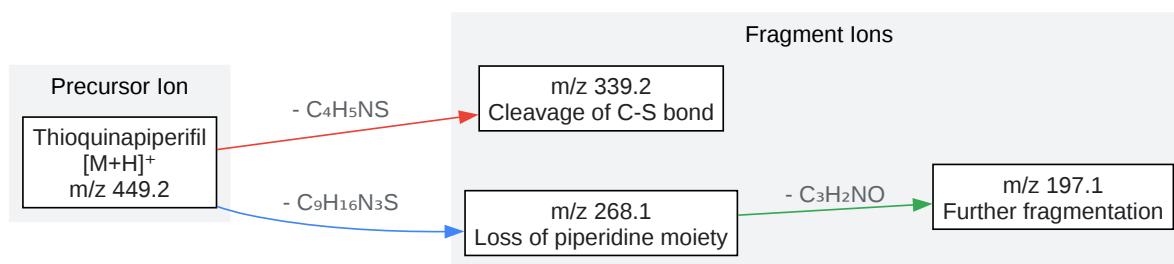 Fragment Ions
Precursor Ion
Thioquinapiperifil
[M+H]⁺
m/z 449.2
- C₄H₅NS
m/z 339.2
Cleavage of C-S bond
- C₉H₁₆N₃S
m/z 268.1
Loss of piperidine moiety
- C₃H₂NO
m/z 197.1
Further fragmentation